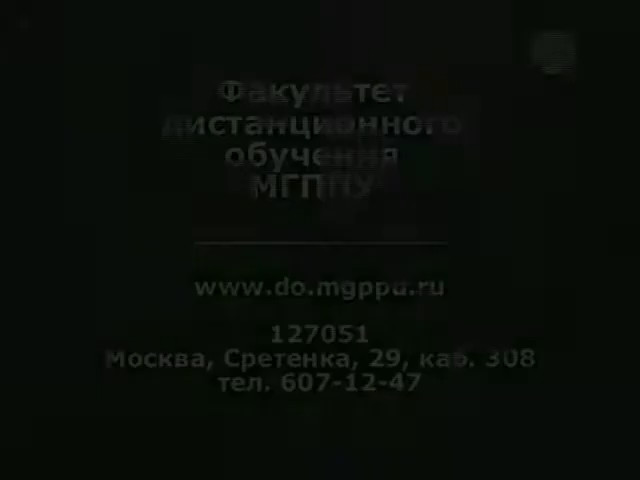 Факультет
дистанционного
обучения
МГППУ
www.do.mgppu.ru
127051
Москва, Сретенка, 29, каб. 308
тел. 607-12-47